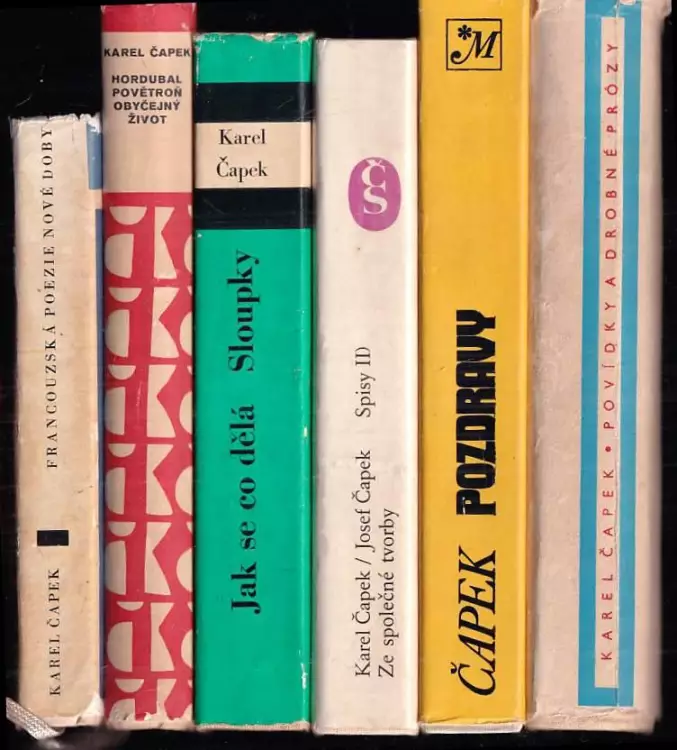 KAREL ČAPEK
FRANCOUZSKÁ POEZIE NOVÉ DOBY
KAREL ČAPEK
HORDUBAL
POVĚTROŇ
OBYČEJNÝ
ŽIVOT
Karel
Čapek
Jak se co dělá Sloupky
ČS
Karel Čapek / Josef Čapek Spisy ID
Ze společné tvorby
*M
ČAPEK POZDRAVY
KAREL ČAPEK • POVÍDKY A DROBNÉ PRÓZY